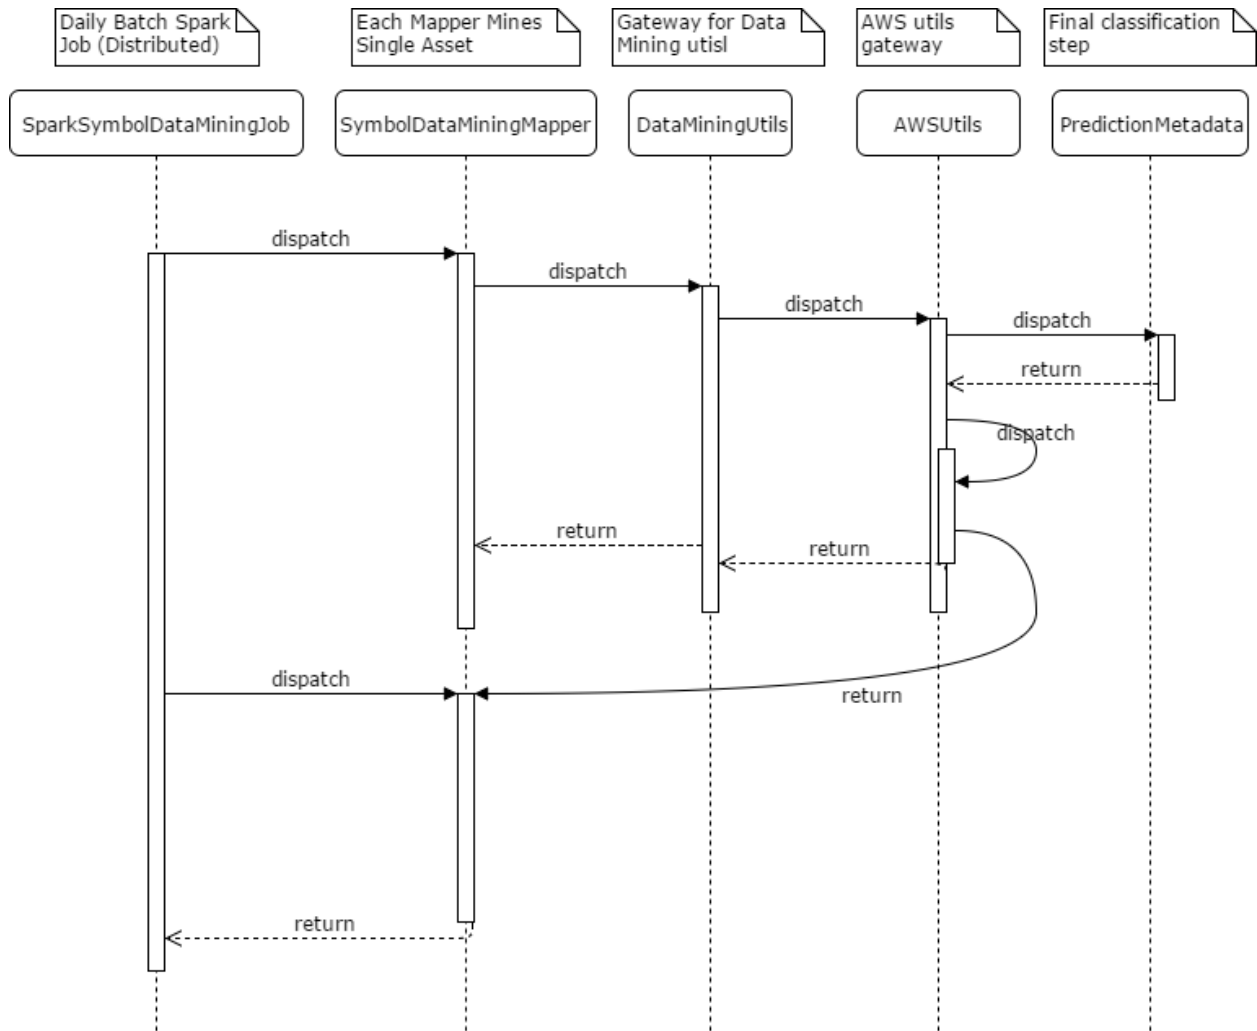 Daily Batch Spark
Job (Distributed)
Each Mapper Mines
Single Asset
Gateway for Data
Mining utisl
AWS utils
gateway
Final classification
step
SparkSymbolDataMiningJob
SymbolDataMiningMapper
DataMiningUtils
AWSUtils
PredictionMetadata
dispatch
dispatch
dispatch
dispatch
return
dispatch
return
return
dispatch
return
return